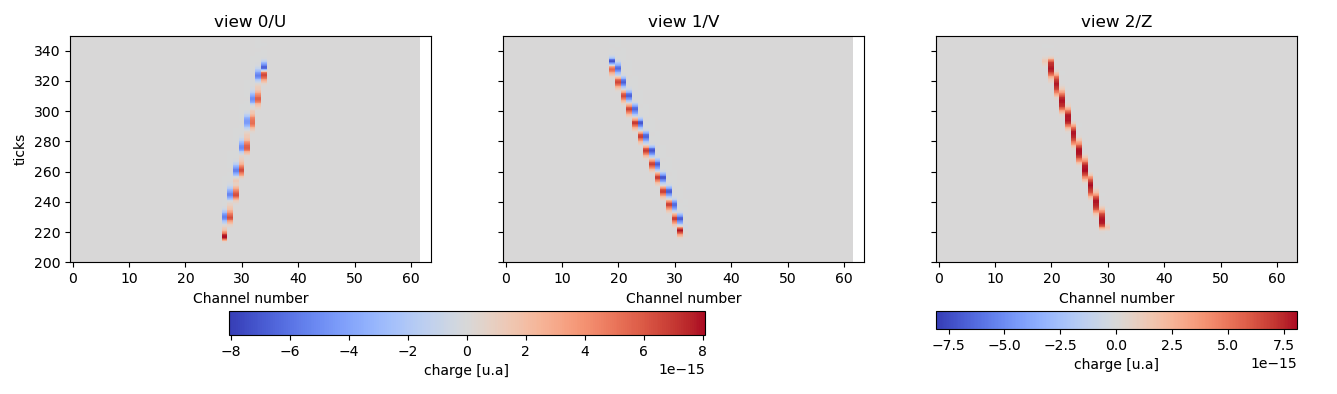 view 0/U
view 1/V
view 2/Z
340
320
300
280
260
240
220
200
ticks
0 10 20 30 40 50 60
0 10 20 30 40 50 60
0 10 20 30 40 50 60
Channel number
Channel number
Channel number
−8 −6 −4 −2 0 2 4 6 8
1e−15
charge [u.a]
−7.5 −5.0 −2.5 0.0 2.5 5.0 7.5
1e−15
charge [u.a]